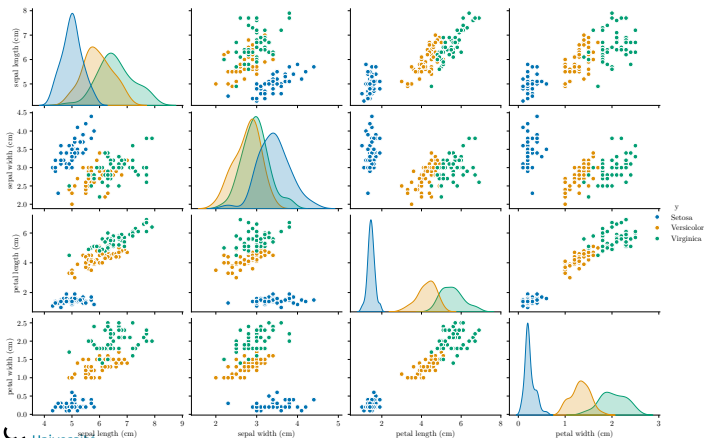 8
7
6
5
sepal length (cm)
4.5
4.0
3.5
3.0
2.5
2.0
sepal width (cm)
6
4
2
petal length (cm)
2.5
2.0
1.5
1.0
0.5
0.0
petal width (cm)
4 5 6 7 8 9
sepal length (cm)
2 3 4 5
sepal width (cm)
2 4 6 8
petal length (cm)
0 1 2 3
petal width (cm)
y
Setosa
Versicolor
Virginica